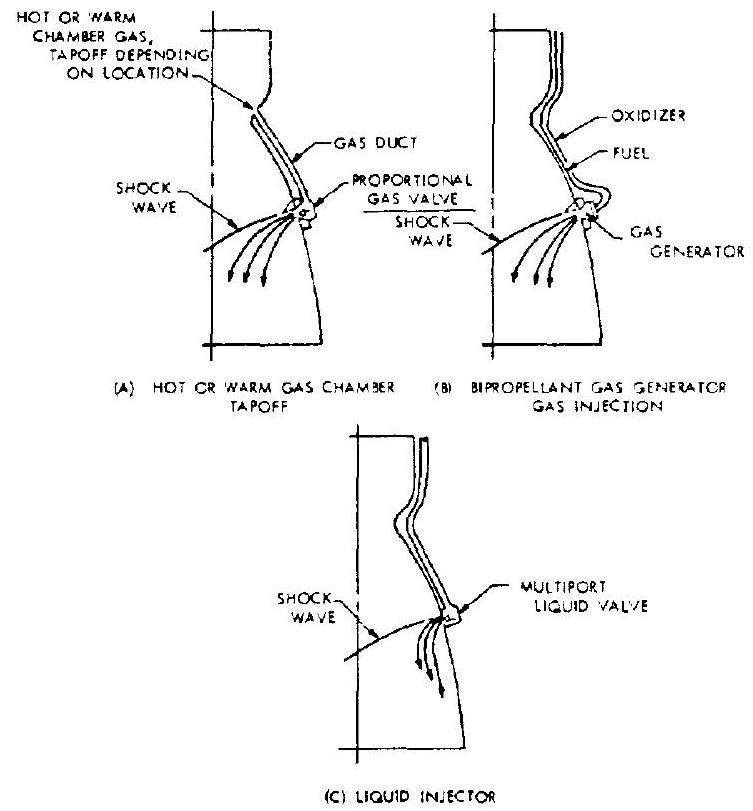 HOT OR WARM
CHAMBER GAS,
TAPOFF DEPENDING
ON LOCATION
GAS DUCT
PROPORTIONAL
GAS VALVE
SHOCK
WAVE
(A) HOT OR WARM GAS CHAMBER
TAPOFF
OXIDIZER
FUEL
SHOCK
WAVE
GAS
GENERATOR
(B) BIPROPELLANT GAS GENERATOR
GAS INJECTION
SHOCK
WAVE
MULTIPORT
LIQUID VALVE
(C) LIQUID INJECTOR